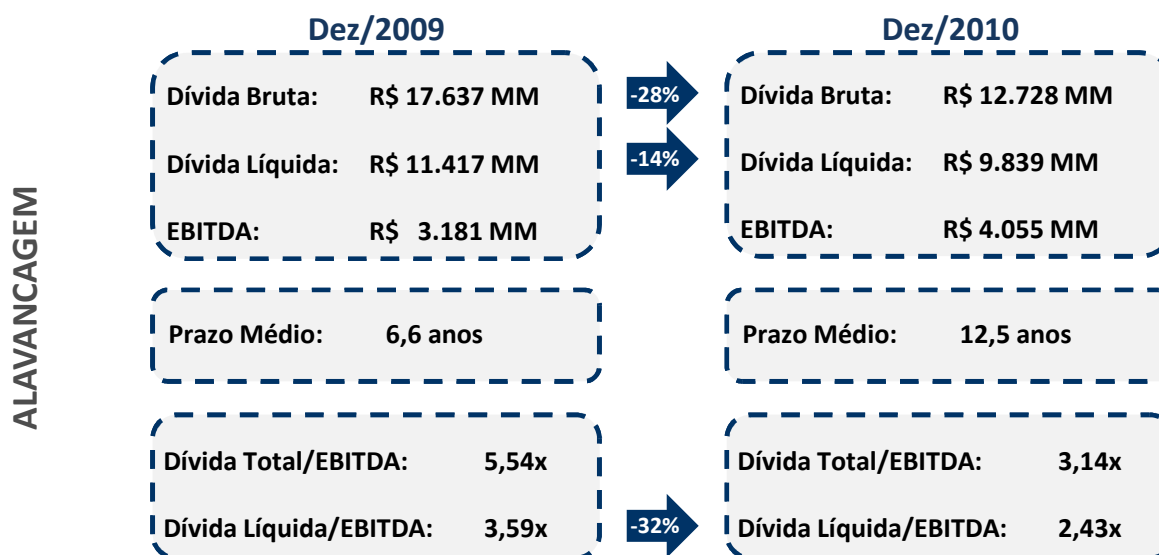 ALAVANCAGEM
Dez/2009
Dívida Bruta: R$ 17.637 MM
Dívida Líquida: R$ 11.417 MM
EBITDA: R$ 3.181 MM
Prazo Médio: 6,6 anos
Dívida Total/EBITDA: 5,54x
Dívida Líquida/EBITDA: 3,59x
-28%
-14%
-32%
Dez/2010
Dívida Bruta: R$ 12.728 MM
Dívida Líquida: R$ 9.839 MM
EBITDA: R$ 4.055 MM
Prazo Médio: 12,5 anos
Dívida Total/EBITDA: 3,14x
Dívida Líquida/EBITDA: 2,43x